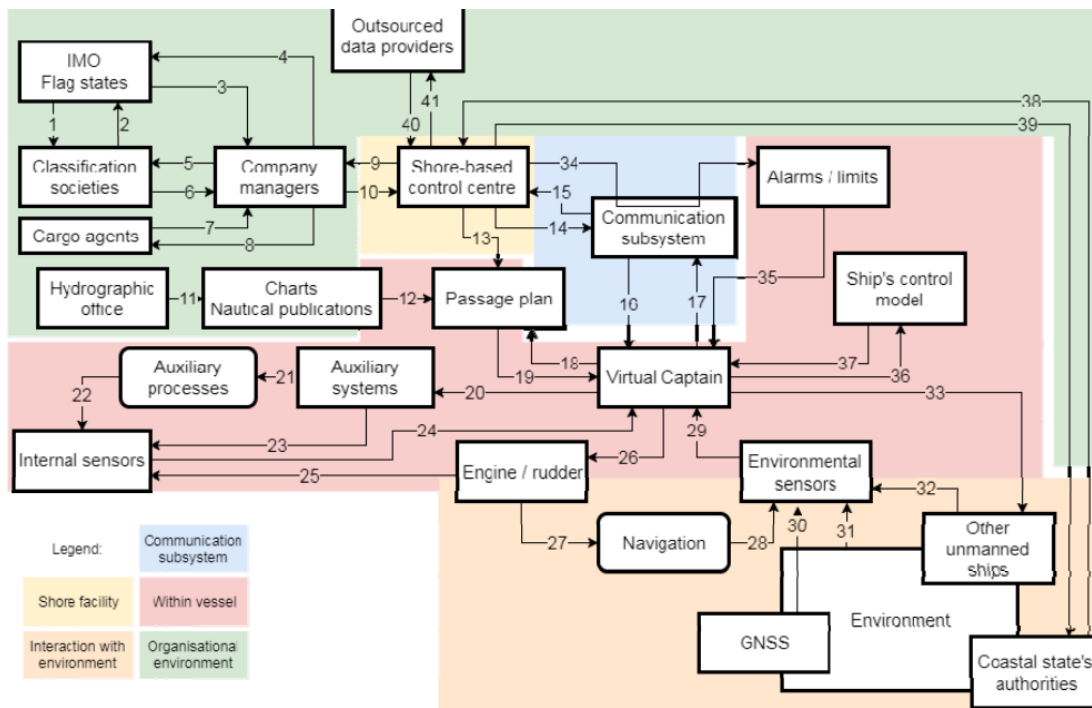 Outsourced
data providers
IMO
Flag states
4
3
41
40
38
39
1
2
Classification
societies
5
6
Company
managers
9
10
Shore-based
control centre
34
15
14
Alarms / limits
Communication
subsystem
Cargo agents
7
8
13
35
Ship's control
model
Hydrographic
office
11
Charts
Nautical publications
12
Passage plan
16
17
18
19
Virtual Captain
37
36
33
Auxiliary
processes
21
Auxiliary
systems
20
22
23
24
25
Internal sensors
26
Engine / rudder
29
Environmental
sensors
32
27
Navigation
28
30
31
Other
unmanned
ships
Environment
GNSS
Coastal state's
authorities
Legend:
Communication
subsystem
Shore facility
Within vessel
Interaction with
environment
Organisational
environment